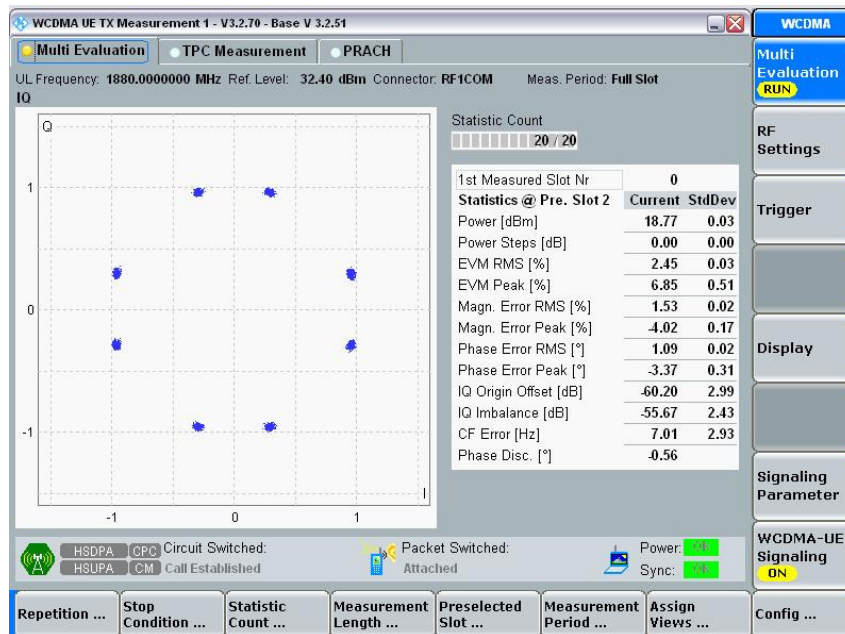 WCDMA UE TX Measurement 1 - V3.2.70 - Base V 3.2.51
WCDMA
Multi Evaluation
TPC Measurement
PRACH
UL Frequency: 1880.0000000 MHz Ref. Level: 32.40 dBm Connector: RF1COM Meas. Period: Full Slot
IQ
Q
1
0
-1
-1 0 1
I
Statistic Count
20 / 20
1st Measured Slot Nr 0
Statistics @ Pre. Slot 2 Current StdDev
Power [dBm] 18.77 0.03
Power Steps [dB] 0.00 0.00
EVM RMS [%] 2.45 0.03
EVM Peak [%] 6.85 0.51
Magn. Error RMS [%] 1.53 0.02
Magn. Error Peak [%] -4.02 0.17
Phase Error RMS [°] 1.09 0.02
Phase Error Peak [°] -3.37 0.31
IQ Origin Offset [dB] -60.20 2.99
IQ Imbalance [dB] -55.67 2.43
CF Error [Hz] 7.01 2.93
Phase Disc. [°] -0.56
HSDPA CPC Circuit Switched:
HSUPA CM Call Established
Packet Switched:
Attached
Power:
Sync:
Multi
Evaluation
RUN
RF
Settings
Trigger
Display
Signaling
Parameter
WCDMA-UE
Signaling
ON
Repetition ...
Stop
Condition ...
Statistic
Count ...
Measurement
Length ...
Preselected
Slot ...
Measurement
Period ...
Assign
Views ...
Config ...